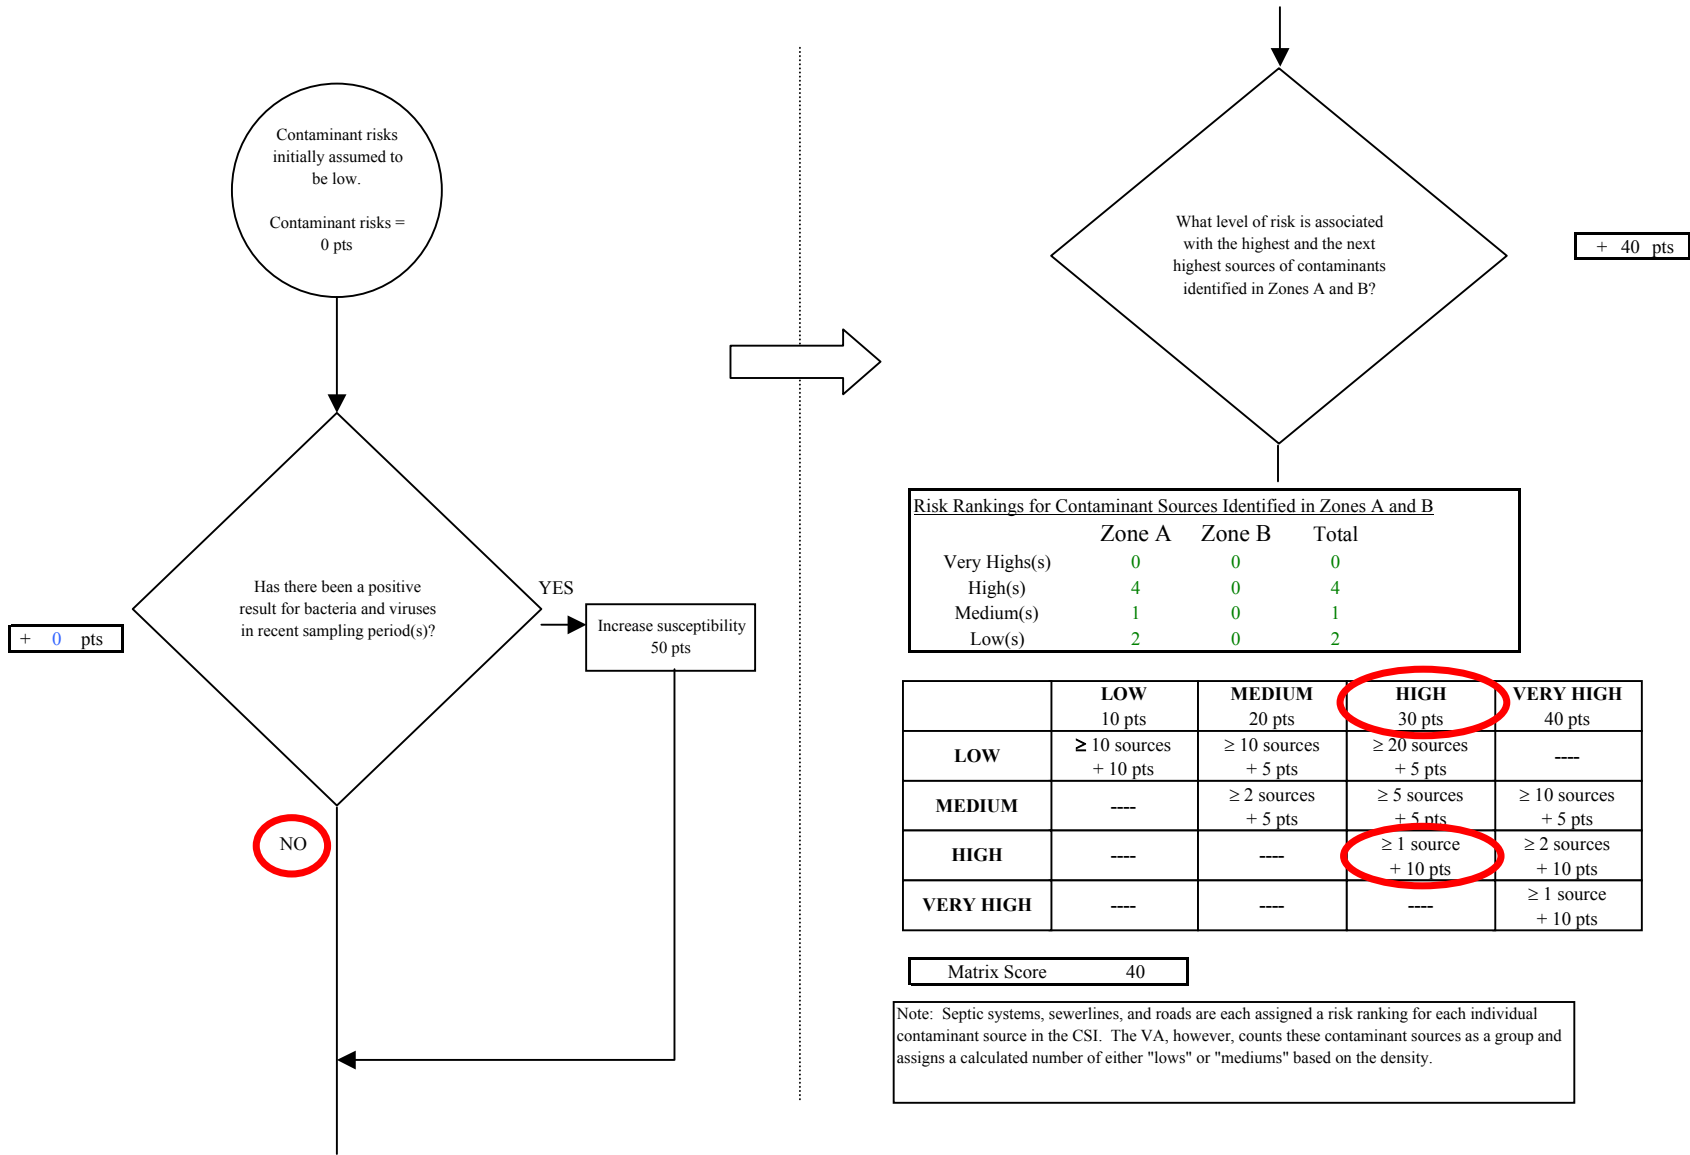 Contaminant risks
initially assumed to
be low.
Contaminant risks =
0 pts
Has there been a positive
result for bacteria and viruses
in recent sampling period(s)?
+ 0 pts
YES
Increase susceptibility
50 pts
NO
What level of risk is associated
with the highest and the next
highest sources of contaminants
identified in Zones A and B?
+ 40 pts
Risk Rankings for Contaminant Sources Identified in Zones A and B
Zone A Zone B Total
Very Highs(s) 0 0 0
High(s) 4 0 4
Medium(s) 1 0 1
Low(s) 2 0 2
LOW MEDIUM HIGH VERY HIGH
10 pts 20 pts 30 pts 40 pts
LOW ≥ 10 sources + 10 pts ≥ 10 sources + 5 pts ≥ 20 sources + 5 pts ----
MEDIUM ---- ≥ 2 sources + 5 pts ≥ 5 sources + 5 pts ≥ 10 sources + 5 pts
HIGH ---- ---- ≥ 1 source + 10 pts ≥ 2 sources + 10 pts
VERY HIGH ---- ---- ---- ≥ 1 source + 10 pts
Matrix Score 40
Note: Septic systems, sewerlines, and roads are each assigned a risk ranking for each individual
contaminant source in the CSI. The VA, however, counts these contaminant sources as a group and
assigns a calculated number of either "lows" or "mediums" based on the density.